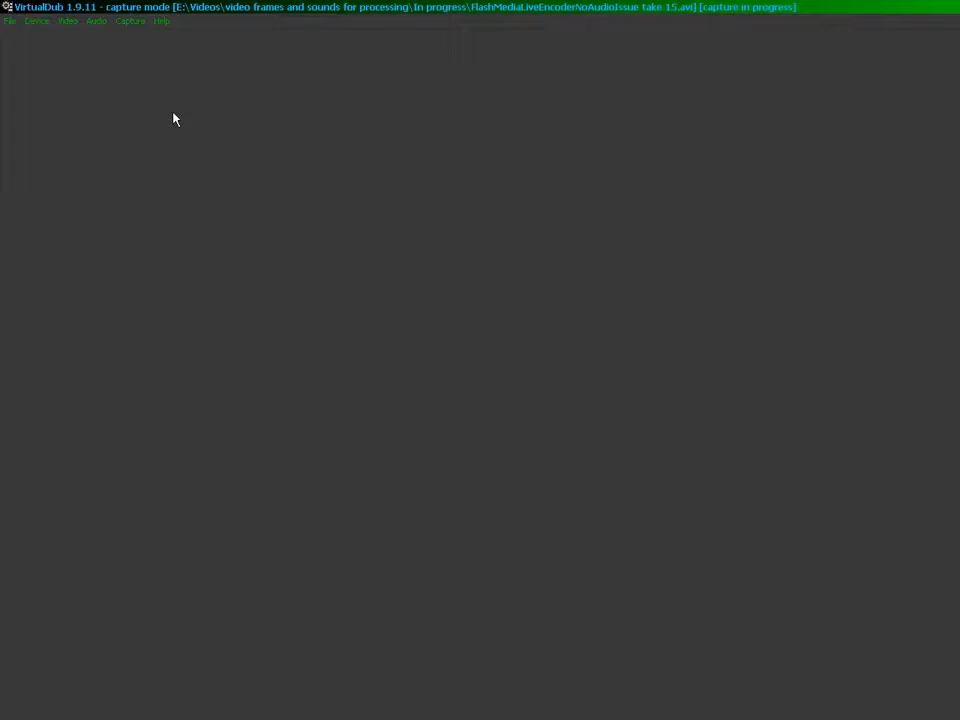 VirtualDub 1.9.11 - capture mode [E:\Videos\video frames and sounds for processing\In progress\FlashMediaLiveEncoderNoAudioIssue take 15.avi] [capture in progress]
File Device Video Audio Capture Help